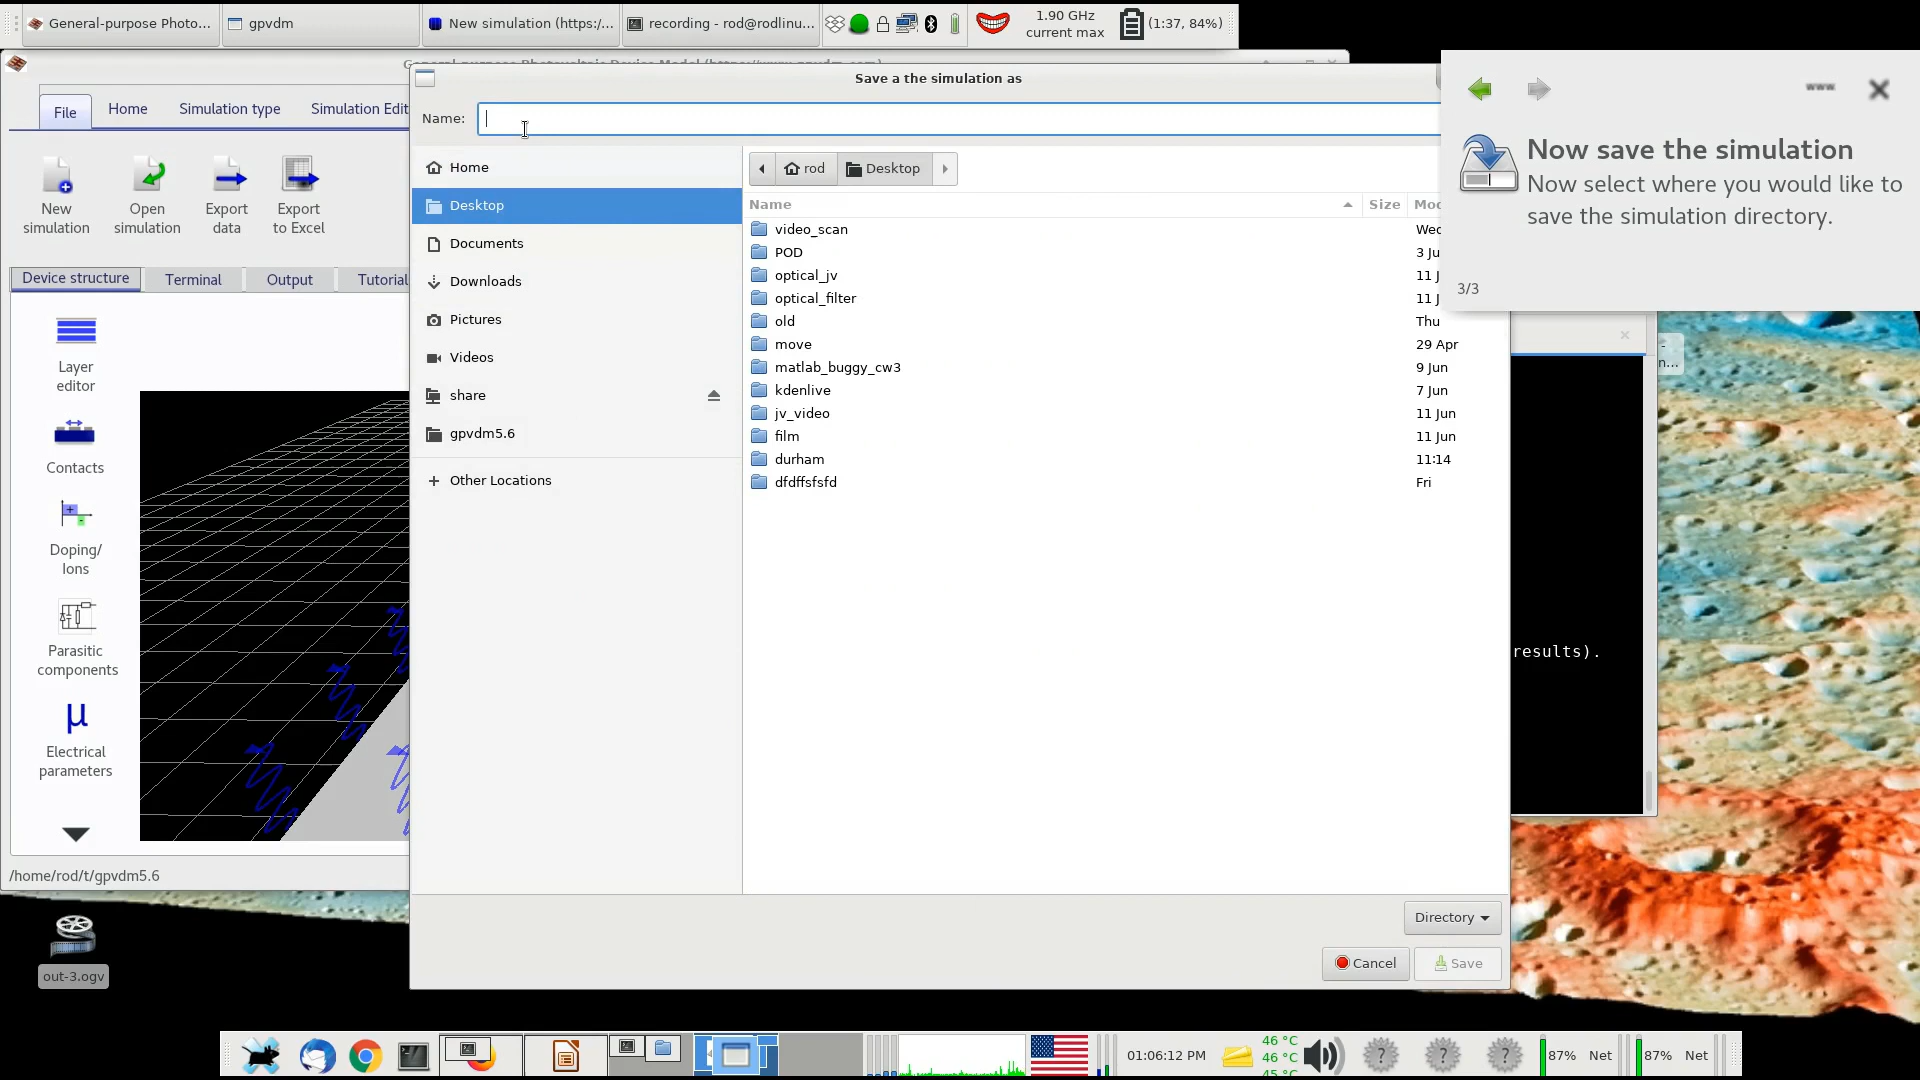 General-purpose Photo...
gpvdm
New simulation (https:/...
recording - rod@rodlinu...
1.90 GHz
current max
(1:37, 84%)
File
Home
Simulation type
Simulation Edit
New
simulation
Open
simulation
Export
data
Export
to Excel
Device structure
Terminal
Output
Tutorial
Layer
editor
Contacts
Doping/
Ions
Parasitic
components
μ
Electrical
parameters
/home/rod/t/gpvdm5.6
out-3.ogv
Save a the simulation as
Name:
Home
Desktop
Documents
Downloads
Pictures
Videos
share
gpvdm5.6
Other Locations
rod
Desktop
Name
Size
video_scan
POD
3 Ju
optical_jv
11 J
optical_filter
11 J
old
Thu
move
29 Apr
matlab_buggy_cw3
9 Jun
kdenlive
7 Jun
jv_video
11 Jun
film
11 Jun
durham
11:14
dfdffsfsfd
Fri
Directory
Cancel
Save
www
Now save the simulation
Now select where you would like to
save the simulation directory.
3/3
results).
01:06:12 PM
46 °C
46 °C
45 °C
87%
Net
87%
Net